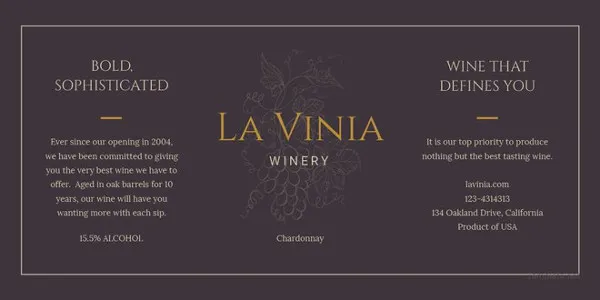 BOLD,
SOPHISTICATED
Ever since our opening in 2004,
we have been committed to giving
you the very best wine we have to
offer. Aged in oak barrels for 10
years, our wine will have you
wanting more with each sip.
15.5% ALCOHOL
LA VINIA
WINERY
Chardonnay
WINE THAT
DEFINES YOU
It is our top priority to produce
nothing but the best tasting wine.
lavinia.com
123-4314313
134 Oakland Drive, California
Product of USA